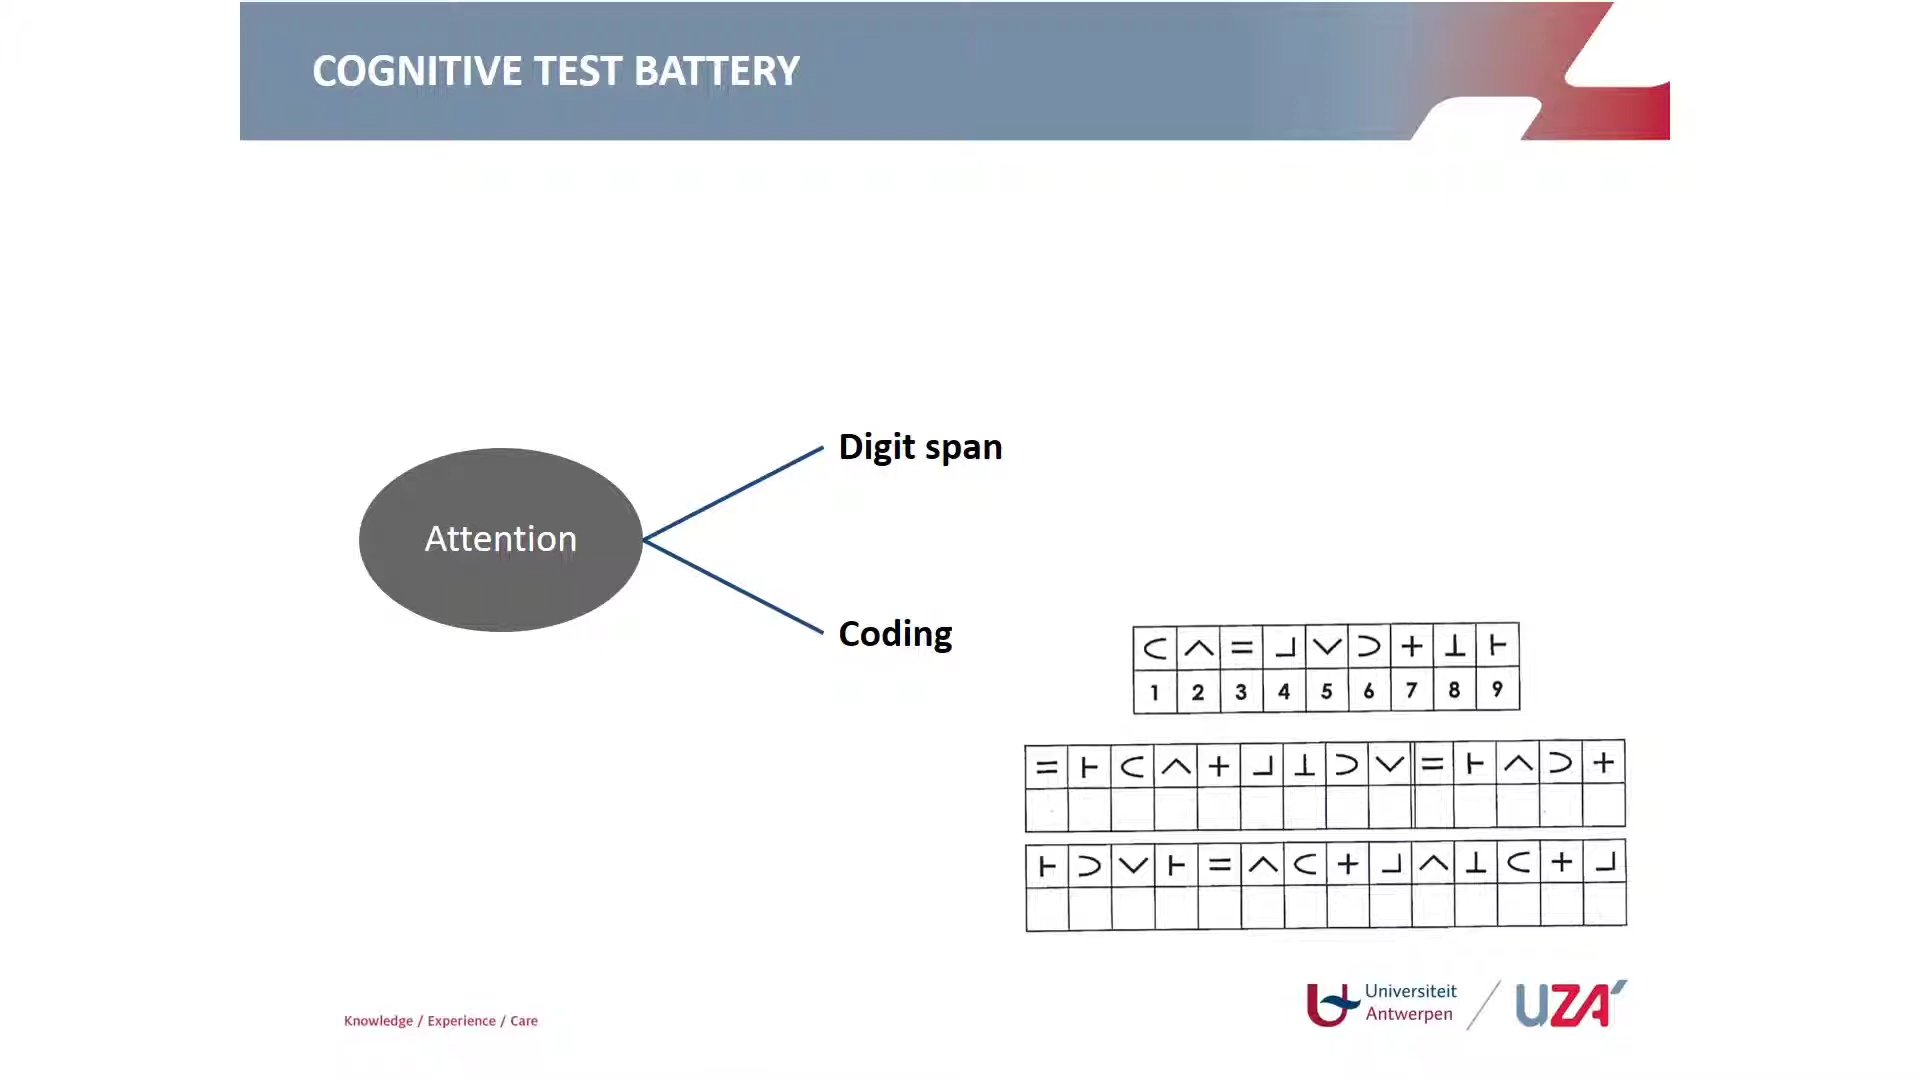 COGNITIVE TEST BATTERY
Digit span
Attention
Coding
⊂ ∧ = ┘ ∨ ⊃ + ⊥ ⊢
1 2 3 4 5 6 7 8 9
= ⊢ ⊂ ∧ + ┘ ⊥ ⊃ ∨ = ⊢ ∧ ⊃ +
⊢ ⊃ ∨ ⊢ = ∧ ⊂ + ┘ ∧ ⊥ ⊂ + ┘
Universiteit
Antwerpen
UZA
Knowledge / Experience / Care